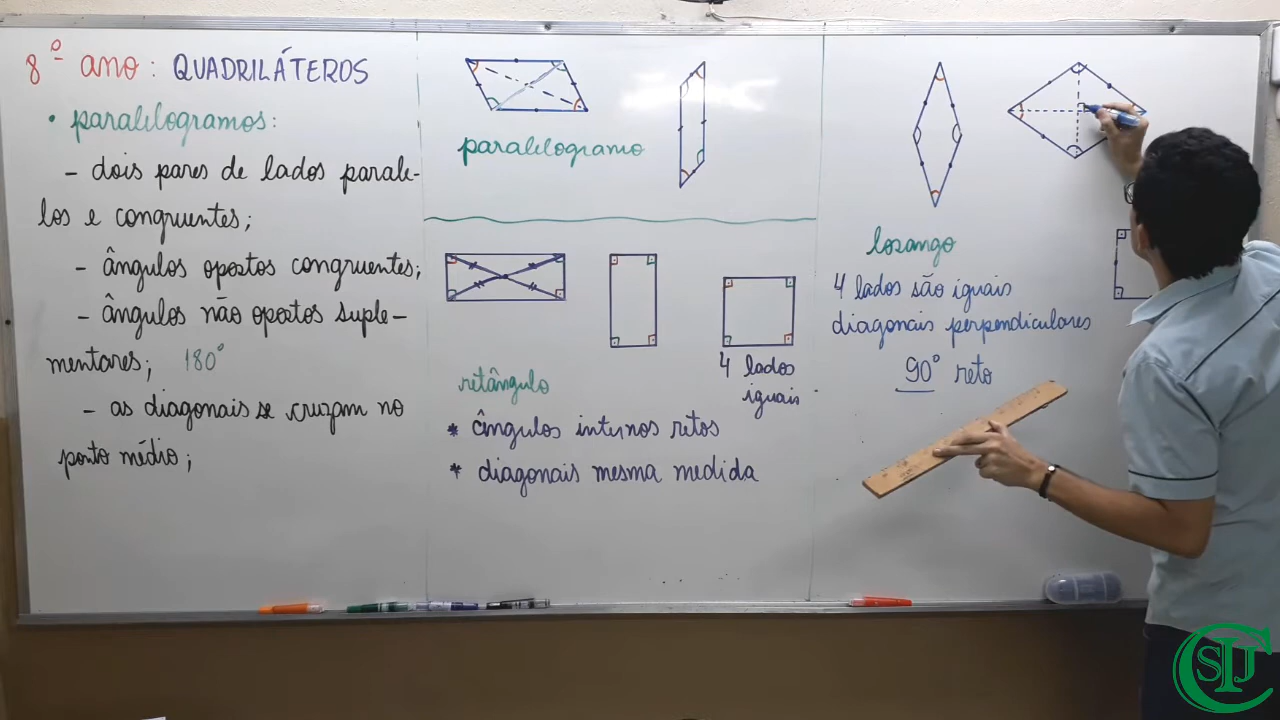 8º ano: QUADRILÁTEROS
• paralelogramos:
- dois pares de lados parale-
los e congruentes;
- ângulos opostos congruentes;
- ângulos não opostos suple-
mentares; 180°
- as diagonais se cruzam no
ponto médio;
paralelogramo
4 lados
iguais
retângulo
* ângulos internos retos
* diagonais mesma medida
losango
4 lados são iguais
diagonais perpendiculares
90° reto
CSIJ